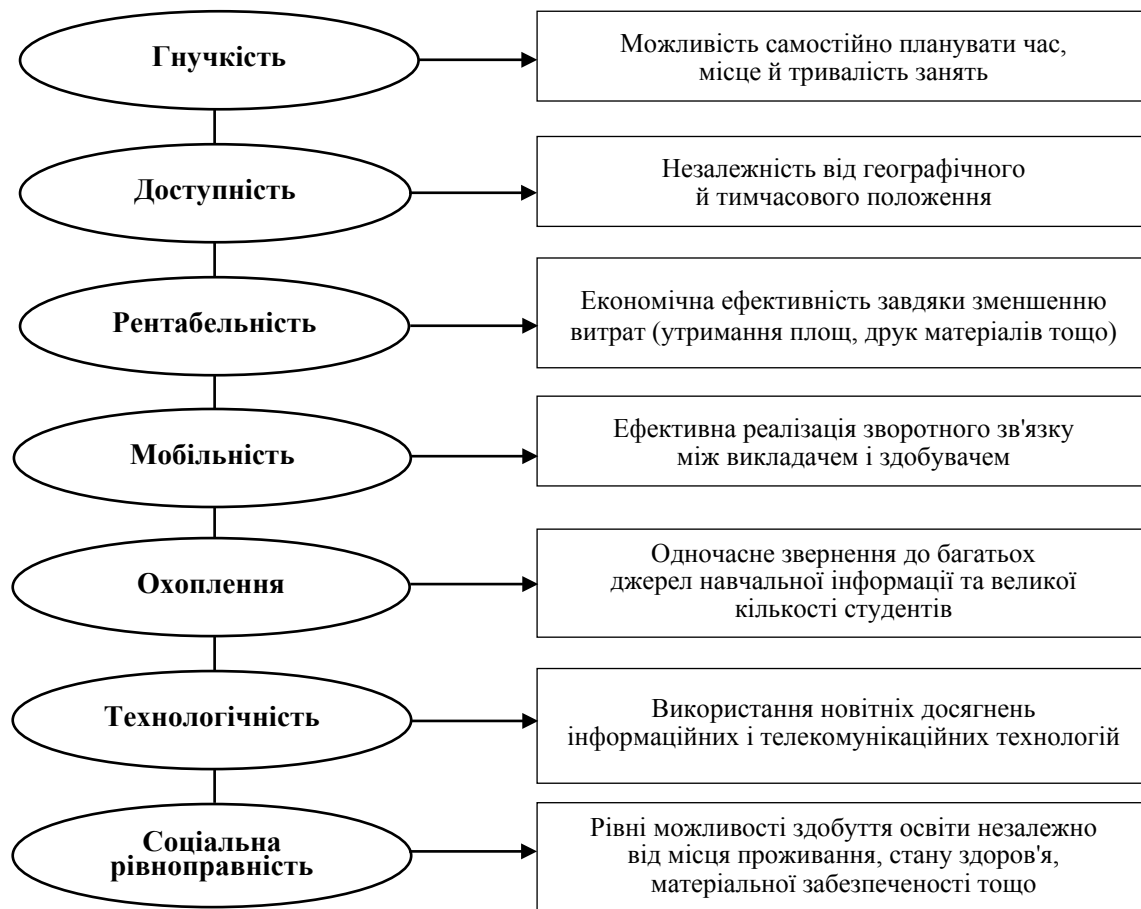 Гнучкість
Можливість самостійно планувати час,
місце й тривалість занять
Доступність
Незалежність від географічного
й тимчасового положення
Рентабельність
Економічна ефективність завдяки зменшенню
витрат (утримання площ, друк матеріалів тощо)
Мобільність
Ефективна реалізація зворотного зв'язку
між викладачем і здобувачем
Охоплення
Одночасне звернення до багатьох
джерел навчальної інформації та великої
кількості студентів
Технологічність
Використання новітніх досягнень
інформаційних і телекомунікаційних технологій
Соціальна
рівноправність
Рівні можливості здобуття освіти незалежно
від місця проживання, стану здоров'я,
матеріальної забезпеченості тощо